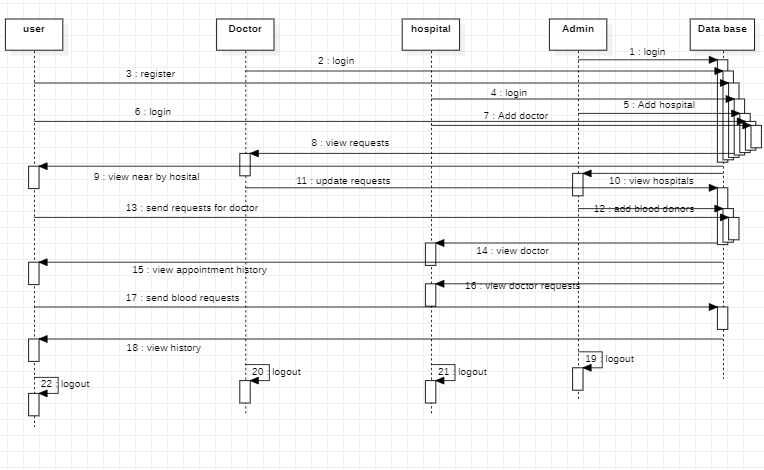 user
Doctor
hospital
Admin
Data base
1 : login
2 : login
3 : register
4 : login
5 : Add hospital
6 : login
7 : Add doctor
8 : view requests
9 : view near by hosital
10 : view hospitals
11 : update requests
12 : add blood donors
13 : send requests for doctor
14 : view doctor
15 : view appointment history
16 : view doctor requests
17 : send blood requests
18 : view history
19 : logout
20 : logout
21 : logout
22 : logout